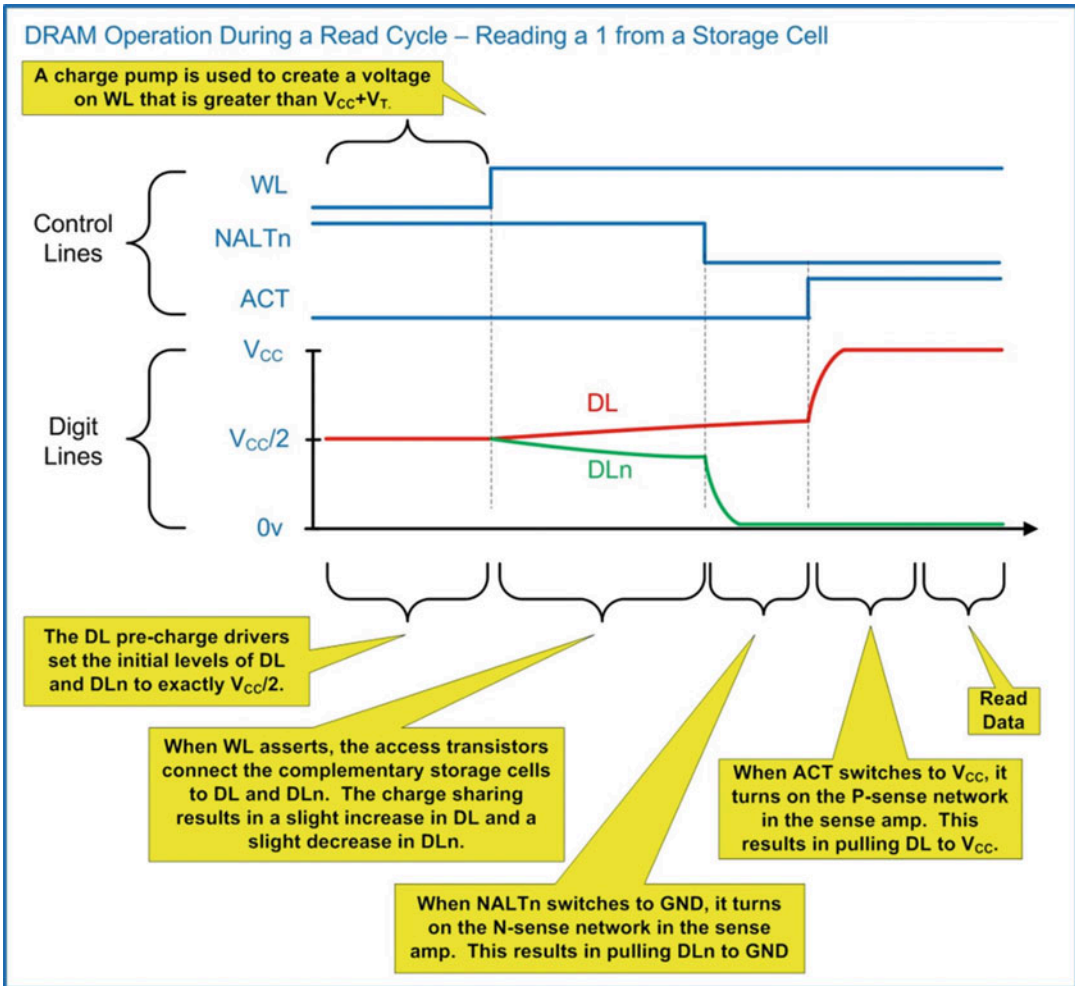 DRAM Operation During a Read Cycle – Reading a 1 from a Storage Cell
A charge pump is used to create a voltage
on WL that is greater than VCC+VT.
Control
Lines
WL
NALTn
ACT
Digit
Lines
VCC
VCC/2
0v
DL
DLn
The DL pre-charge drivers
set the initial levels of DL
and DLn to exactly VCC/2.
When WL asserts, the access transistors
connect the complementary storage cells
to DL and DLn. The charge sharing
results in a slight increase in DL and a
slight decrease in DLn.
When NALTn switches to GND, it turns
on the N-sense network in the sense
amp. This results in pulling DLn to GND
When ACT switches to VCC, it
turns on the P-sense network
in the sense amp. This
results in pulling DL to VCC.
Read
Data